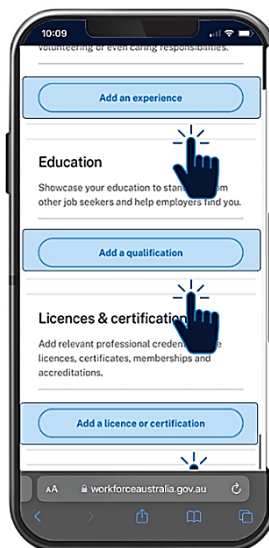 10:09
volunteering or even caring responsibilities.
Add an experience
Education
Showcase your education to
other job seekers and help employers find you.
Add a qualification
Licences & certification
Add relevant professional
licences, certificates, memberships and
accreditations.
Add a licence or certification
AA workforceaustralia.gov.au